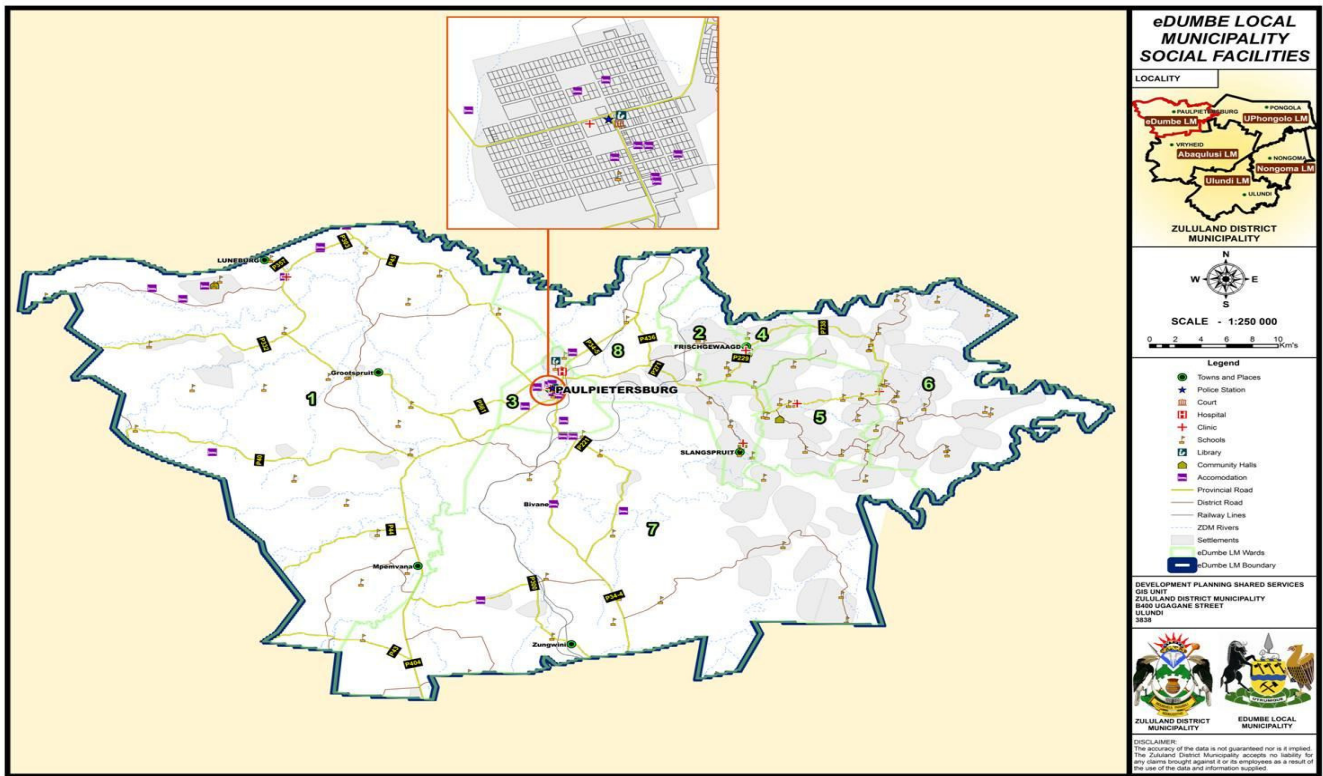 eDUMBE LOCAL
MUNICIPALITY
SOCIAL FACILITIES
LOCALITY
PAULPIETERSBURG
PONGOLA
eDumbe LM
UPhongolo LM
VRYHEID
Abaqulusi LM
NONGOMA
Nongoma LM
Ulundi LM
ULUNDI
ZULULAND DISTRICT
MUNICIPALITY
N
W
E
S
SCALE - 1:250 000
0 2 4 6 8 10
Km's
Legend
Towns and Places
Police Station
Court
Hospital
Clinic
Schools
Library
Community Halls
Accomodation
Provincial Road
District Road
Railway Lines
ZDM Rivers
Settlements
eDumbe LM Wards
eDumbe LM Boundary
DEVELOPMENT PLANNING SHARED SERVICES
GIS UNIT
ZULULAND DISTRICT MUNICIPALITY
B400 UGAGANE STREET
ULUNDI
3838
ZULULAND DISTRICT
MUNICIPALITY
EDUMBE LOCAL
MUNICIPALITY
DISCLAIMER:
The accuracy of the data is not guaranteed nor is it implied.
The Zululand District Municipality accepts no liability for
any claims brought against it or its employees as a result of
the use of the data and information supplied.
LUNEBURG
Grootspruit
1
3
PAULPIETERSBURG
8
P436
2
FRISCHGEWAAGD
4
P229
P221
5
6
SLANGSPRUIT
P40
P221
Bivane
7
Mpemvana
P34-4
Zungwini
P43
P404